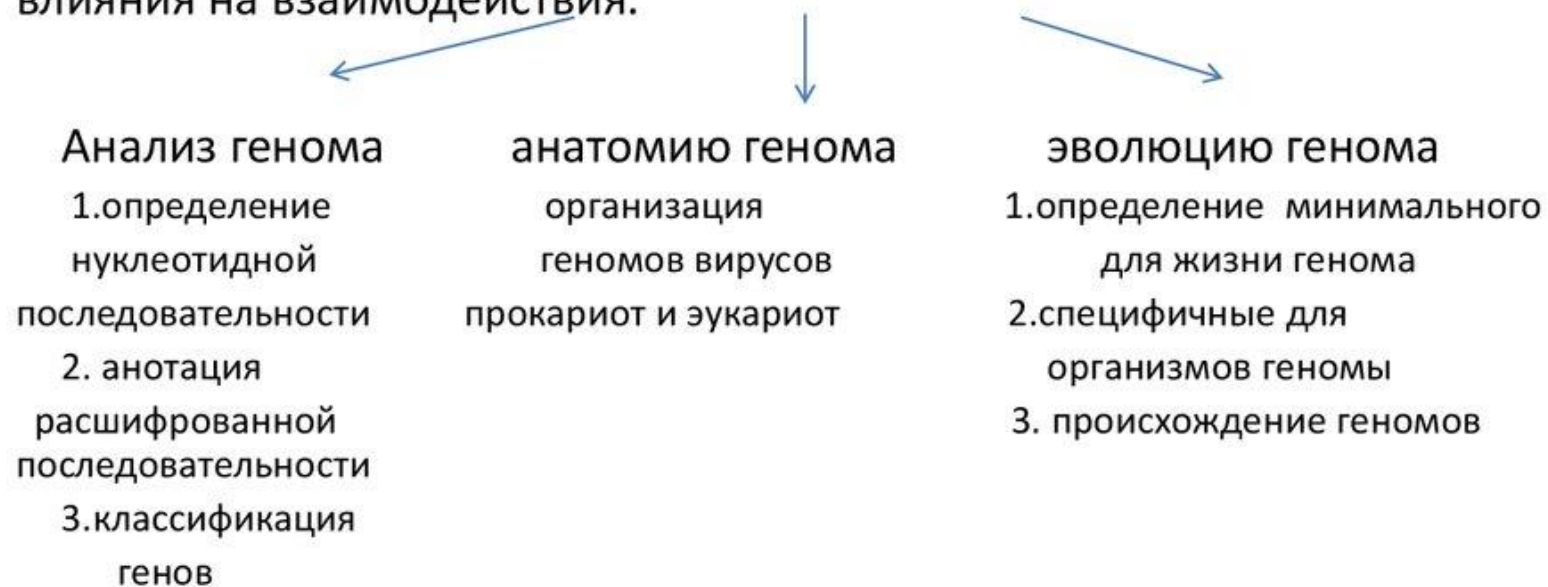 влияния на взаимодействия.
Анализ генома
1.определение
нуклеотидной
последовательности
2. анотация
расшифрованной
последовательности
3.классификация
генов
анатомию генома
организация
геномов вирусов
прокариот и эукариот
эволюцию генома
1.определение минимального
для жизни генома
2.специфичные для
организмов геномы
3. происхождение геномов